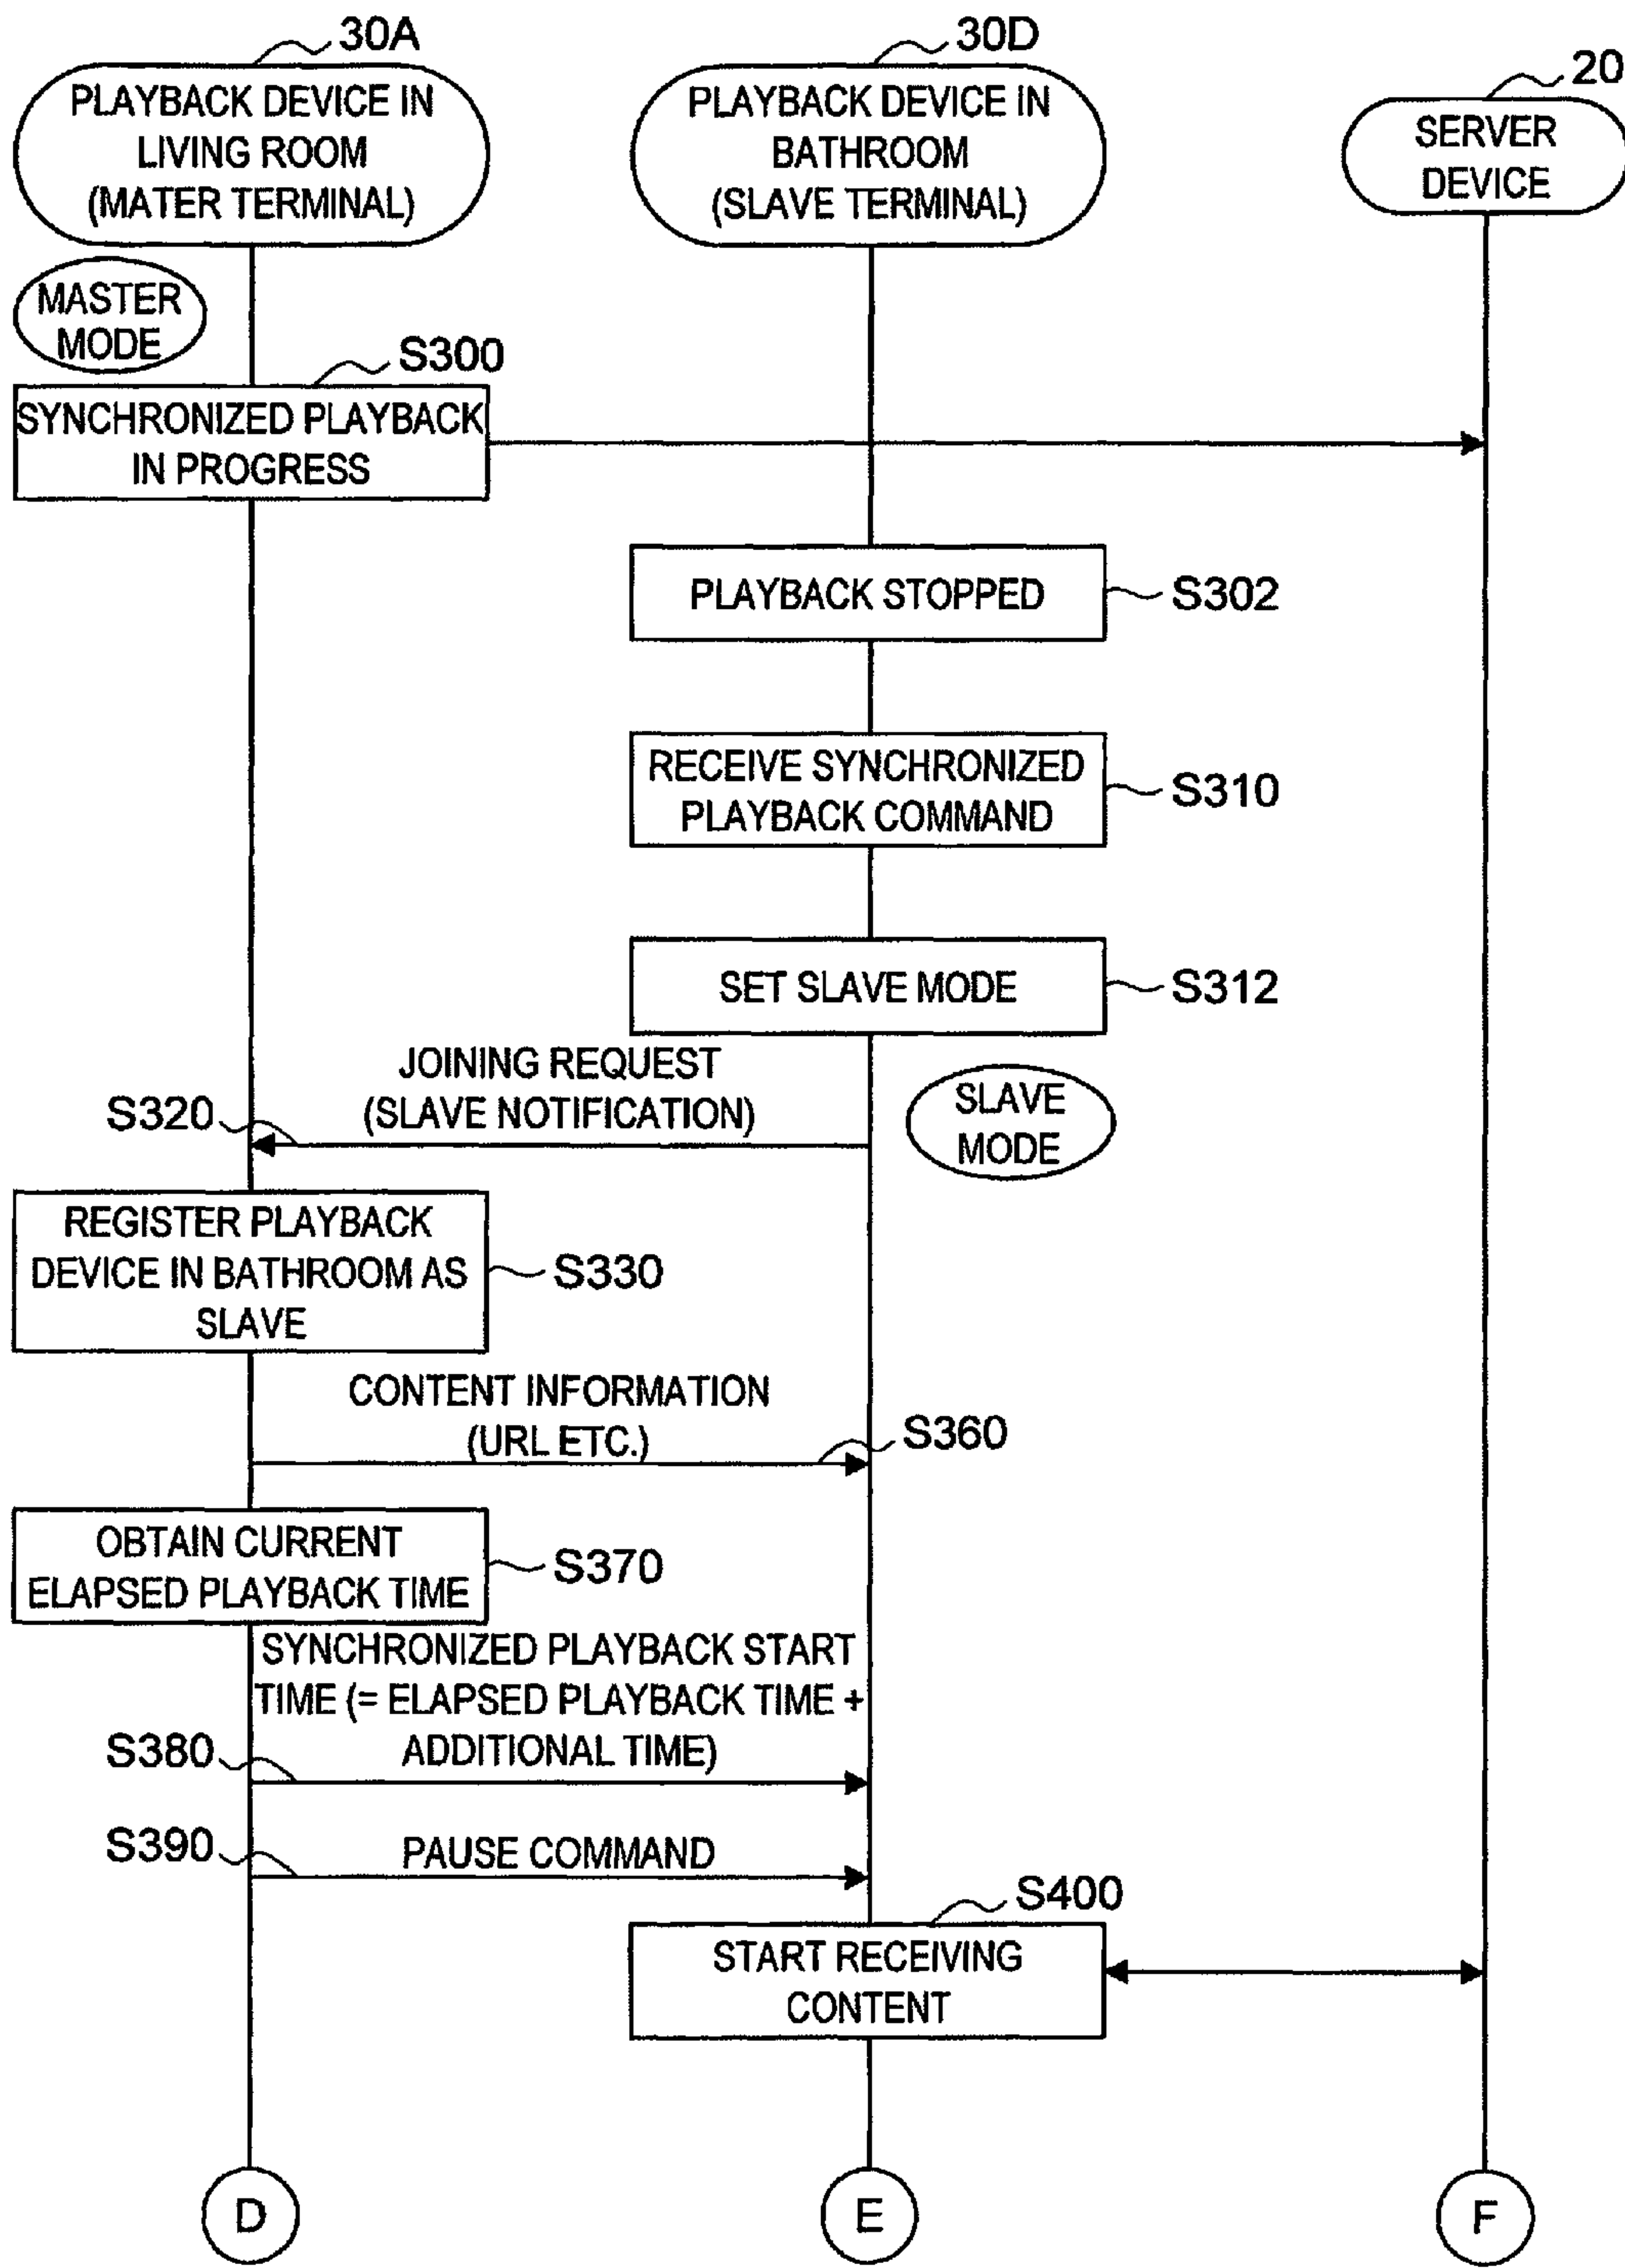 30A
PLAYBACK DEVICE IN
LIVING ROOM
(MATER TERMINAL)
30D
PLAYBACK DEVICE IN
BATHROOM
(SLAVE TERMINAL)
20
SERVER
DEVICE
MASTER
MODE
S300
SYNCHRONIZED PLAYBACK
IN PROGRESS
PLAYBACK STOPPED
S302
RECEIVE SYNCHRONIZED
PLAYBACK COMMAND
S310
SET SLAVE MODE
S312
JOINING REQUEST
(SLAVE NOTIFICATION)
S320
SLAVE
MODE
REGISTER PLAYBACK
DEVICE IN BATHROOM AS
SLAVE
S330
CONTENT INFORMATION
(URL ETC.)
S360
OBTAIN CURRENT
ELAPSED PLAYBACK TIME
S370
SYNCHRONIZED PLAYBACK START
TIME (= ELAPSED PLAYBACK TIME +
ADDITIONAL TIME)
S380
S390
PAUSE COMMAND
S400
START RECEIVING
CONTENT
D
E
F